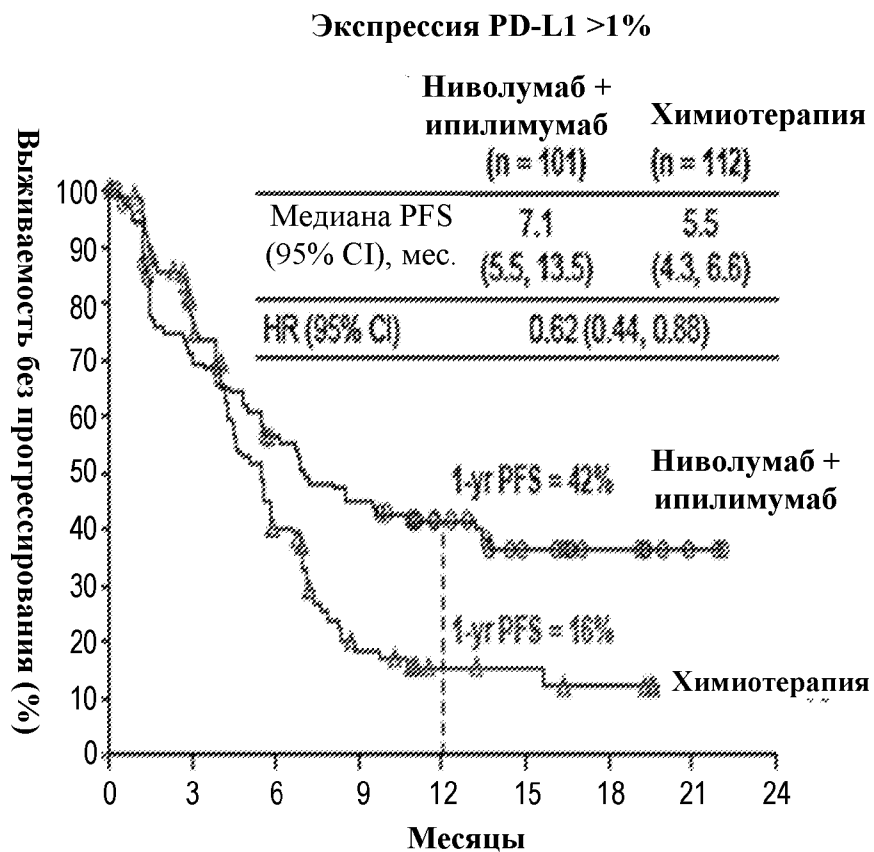 Экспрессия PD-L1 >1%
Ниволумаб +
ипилимумаб
Химиотерапия
(n = 101)
(n = 112)
Медиана PFS
(95% CI), мес.
7.1
(5.5, 13.5)
5.5
(4.3, 6.6)
HR (95% CI)
0.62 (0.44, 0.88)
Выживаемость без прогрессирования (%)
100
90
80
70
60
50
40
30
20
10
0
1-yr PFS = 42%
Ниволумаб +
ипилимумаб
1-yr PFS = 16%
Химиотерапия
0 3 6 9 12 15 18 21 24
Месяцы